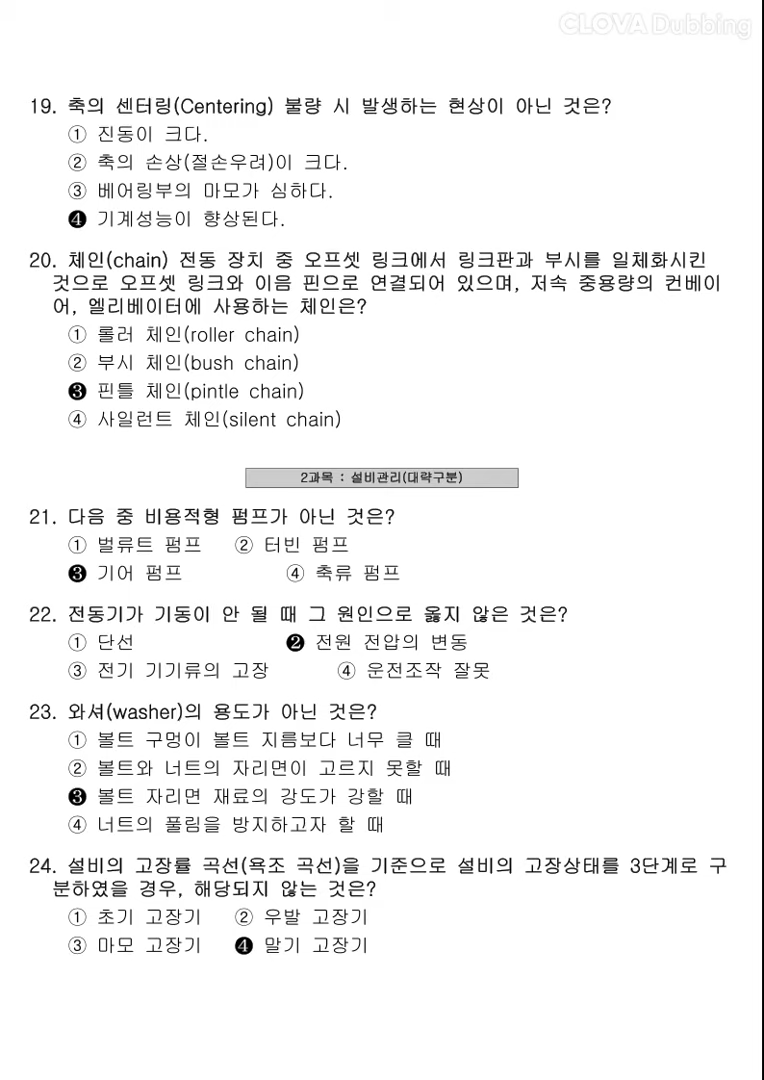 CLOVA Dubbing
19. 축의 센터링(Centering) 불량 시 발생하는 현상이 아닌 것은?
① 진동이 크다.
② 축의 손상(절손우려)이 크다.
③ 베어링부의 마모가 심하다.
❹ 기계성능이 향상된다.
20. 체인(chain) 전동 장치 중 오프셋 링크에서 링크판과 부시를 일체화시킨
것으로 오프셋 링크와 이음 핀으로 연결되어 있으며, 저속 중용량의 컨베이
어, 엘리베이터에 사용하는 체인은?
① 롤러 체인(roller chain)
② 부시 체인(bush chain)
❸ 핀틀 체인(pintle chain)
④ 사일런트 체인(silent chain)
2과목 : 설비관리(대략구분)
21. 다음 중 비용적형 펌프가 아닌 것은?
① 벌류트 펌프 ② 터빈 펌프
❸ 기어 펌프 ④ 축류 펌프
22. 전동기가 기동이 안 될 때 그 원인으로 옳지 않은 것은?
① 단선 ❷ 전원 전압의 변동
③ 전기 기기류의 고장 ④ 운전조작 잘못
23. 와셔(washer)의 용도가 아닌 것은?
① 볼트 구멍이 볼트 지름보다 너무 클 때
② 볼트와 너트의 자리면이 고르지 못할 때
❸ 볼트 자리면 재료의 강도가 강할 때
④ 너트의 풀림을 방지하고자 할 때
24. 설비의 고장률 곡선(욕조 곡선)을 기준으로 설비의 고장상태를 3단계로 구
분하였을 경우, 해당되지 않는 것은?
① 초기 고장기 ② 우발 고장기
③ 마모 고장기 ❹ 말기 고장기